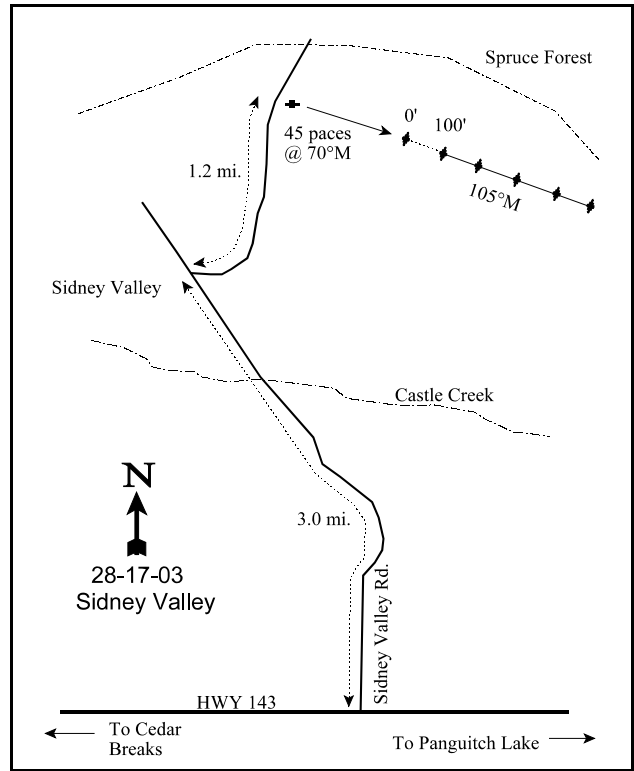 Spruce Forest
0'
100'
45 paces
@ 70°M
1.2 mi.
105°M
Sidney Valley
Castle Creek
N
3.0 mi.
28-17-03
Sidney Valley
Sidney Valley Rd.
HWY 143
To Cedar
Breaks
To Panguitch Lake